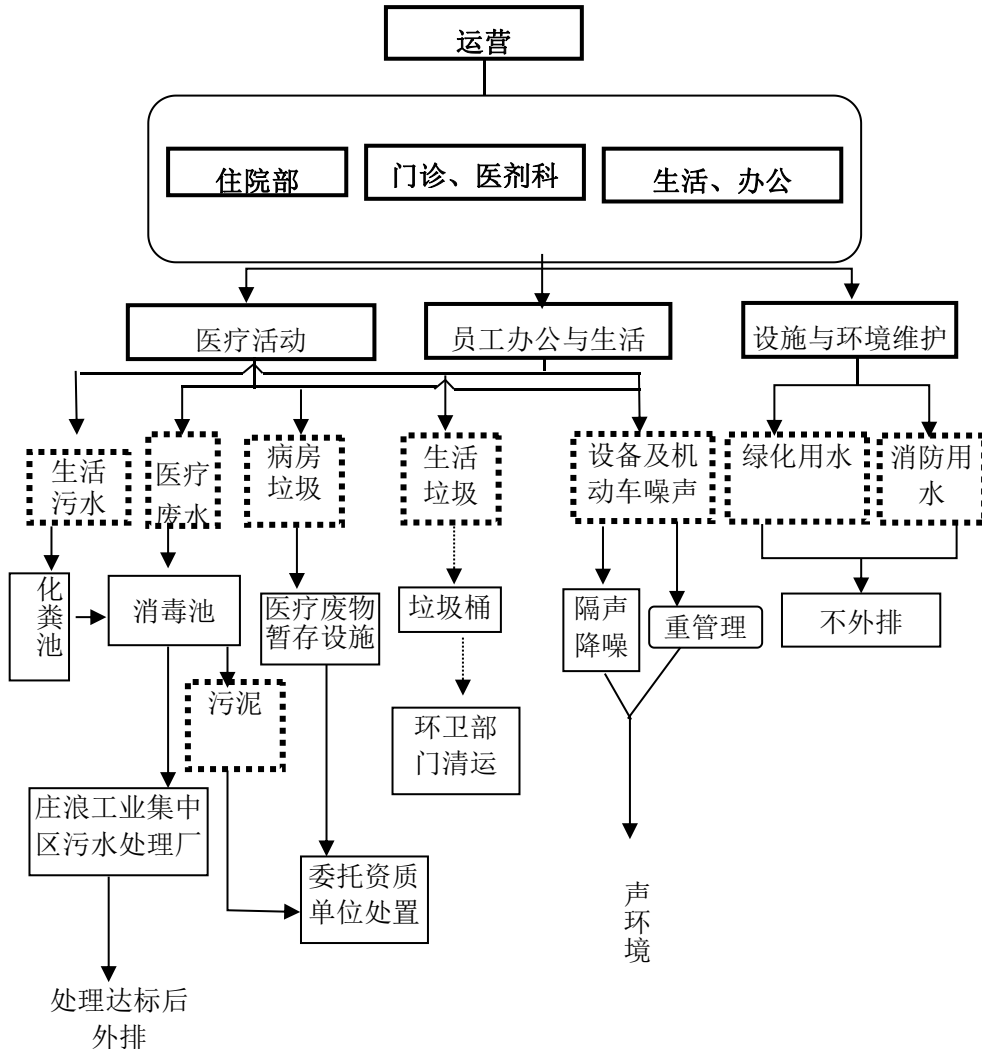 运营
住院部
门诊、医剂科
生活、办公
医疗活动
员工办公与生活
设施与环境维护
生活
污水
医疗
废水
病房
垃圾
生活
垃圾
设备及机
动车噪声
绿化用水
消防用
水
化
粪
池
消毒池
医疗废物
暂存设施
垃圾桶
隔声
降噪
重管理
不外排
污泥
环卫部
门清运
庄浪工业集中
区污水处理厂
委托资质
单位处置
声
环
境
处理达标后
外排